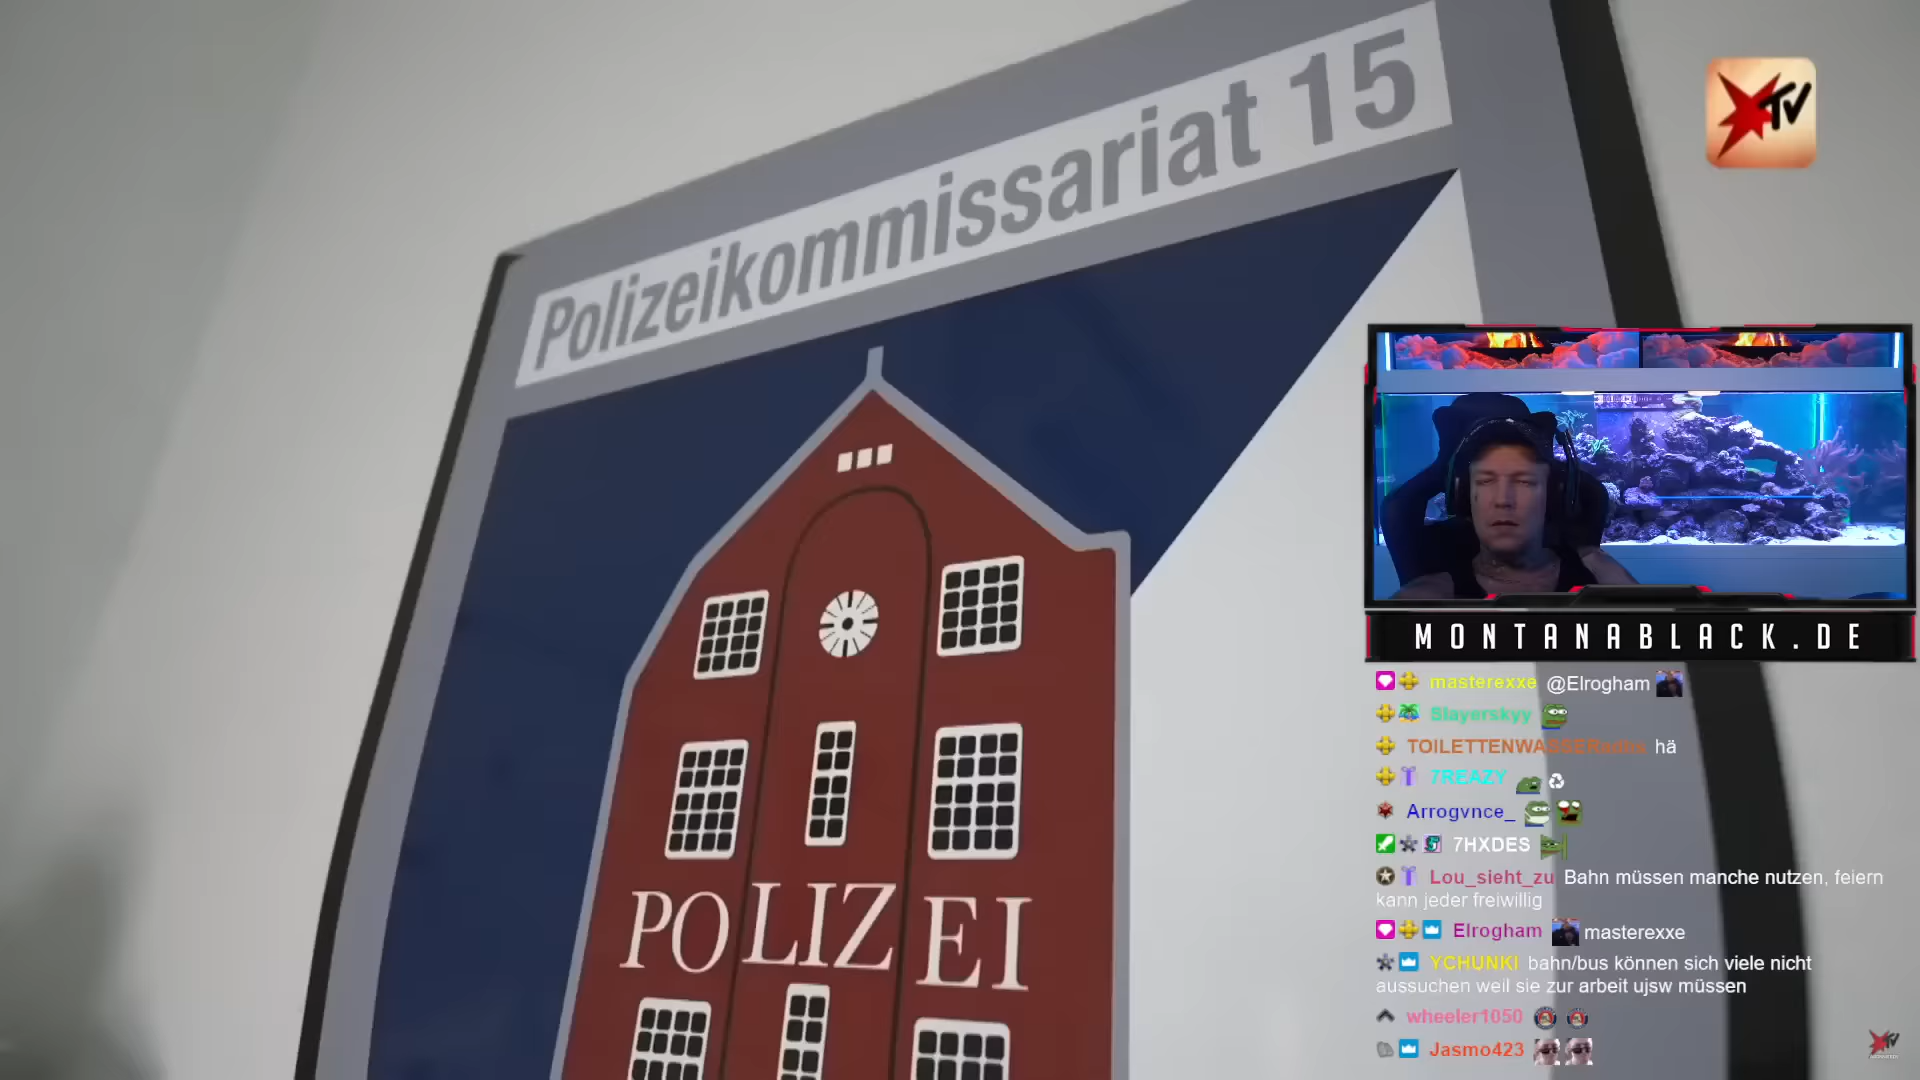 Polizeikommissariat 15
TV
POLIZEI
MONTANABLACK.DE
masterexxe @Elrogham
Slayerskyy
hä
7REAZY
Arrogvnce_
7HXDES
Lou_sieht_zu Bahn müssen manche nutzen, feiern
kann jeder freiwillig
Elrogham masterexxe
YCHUNKI bahn/bus können sich viele nicht
aussuchen weil sie zur arbeit ujsw müssen
wheeler1050
Jasmo423
TV